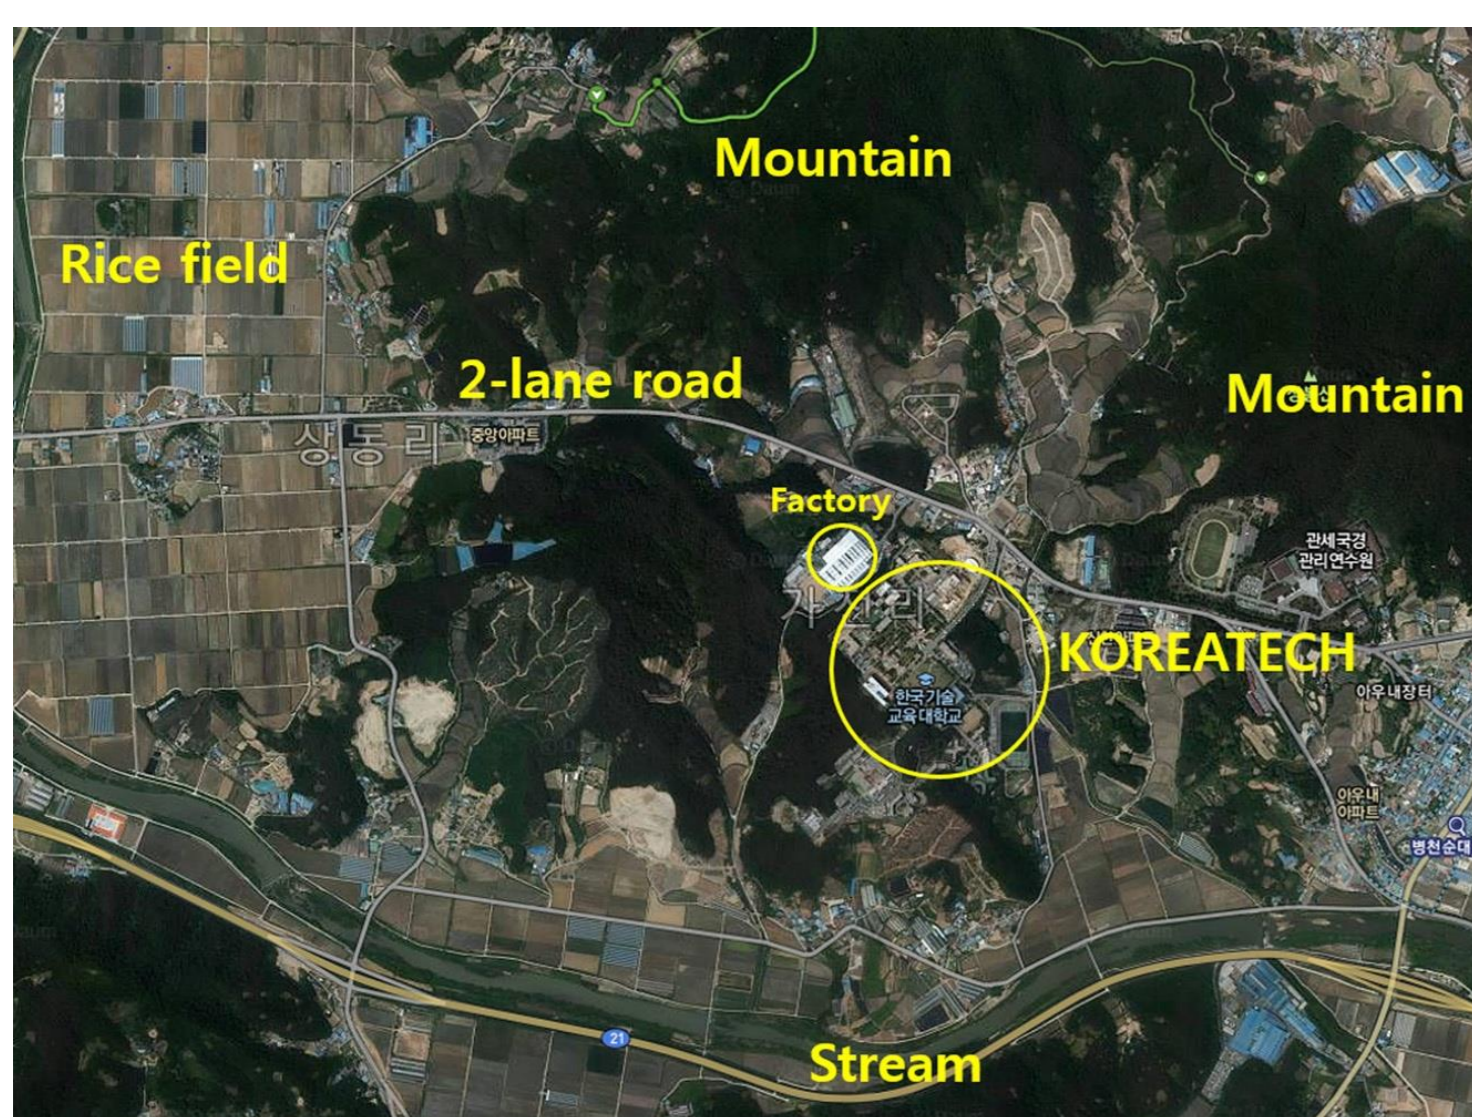 Mountain
Rice field
2-lane road
Mountain
상동리
중앙아파트
Factory
관세국경
관리연수원
가전리
KOREATECH
한국기술
교육대학교
아우내장터
아우내
아파트
병천순대
21
Stream